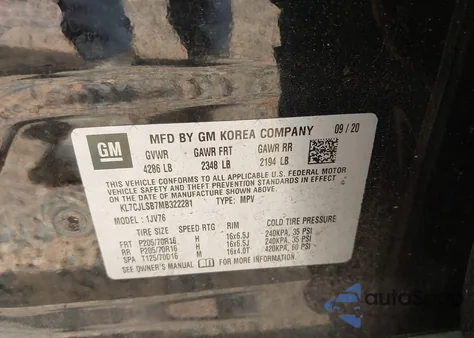 GM
MFD BY GM KOREA COMPANY 09/20
GVWR GAWR FRT GAWR RR
4286 LB 2348 LB 2194 LB
THIS VEHICLE CONFORMS TO ALL APPLICABLE U.S. FEDERAL MOTOR
VEHICLE SAFETY, BUMPER, AND THEFT PREVENTION STANDARDS IN EFFECT
ON THE DATE OF MANUFACTURE SHOWN ABOVE.
KL7CJLSB7MB322281 TYPE: MPV
MODEL: 1JV76
TIRE SIZE SPEED RTG RIM COLD TIRE PRESSURE
FRT P205/70R16 H 16x6.5J 240KPA, 35 PSI
RR P205/70R16 H 16x6.5J 240KPA, 35 PSI
SPA T125/70D16 M 16x4.0T 420KPA, 60 PSI
SEE OWNER'S MANUAL FOR ADDITIONAL INFORMATION.